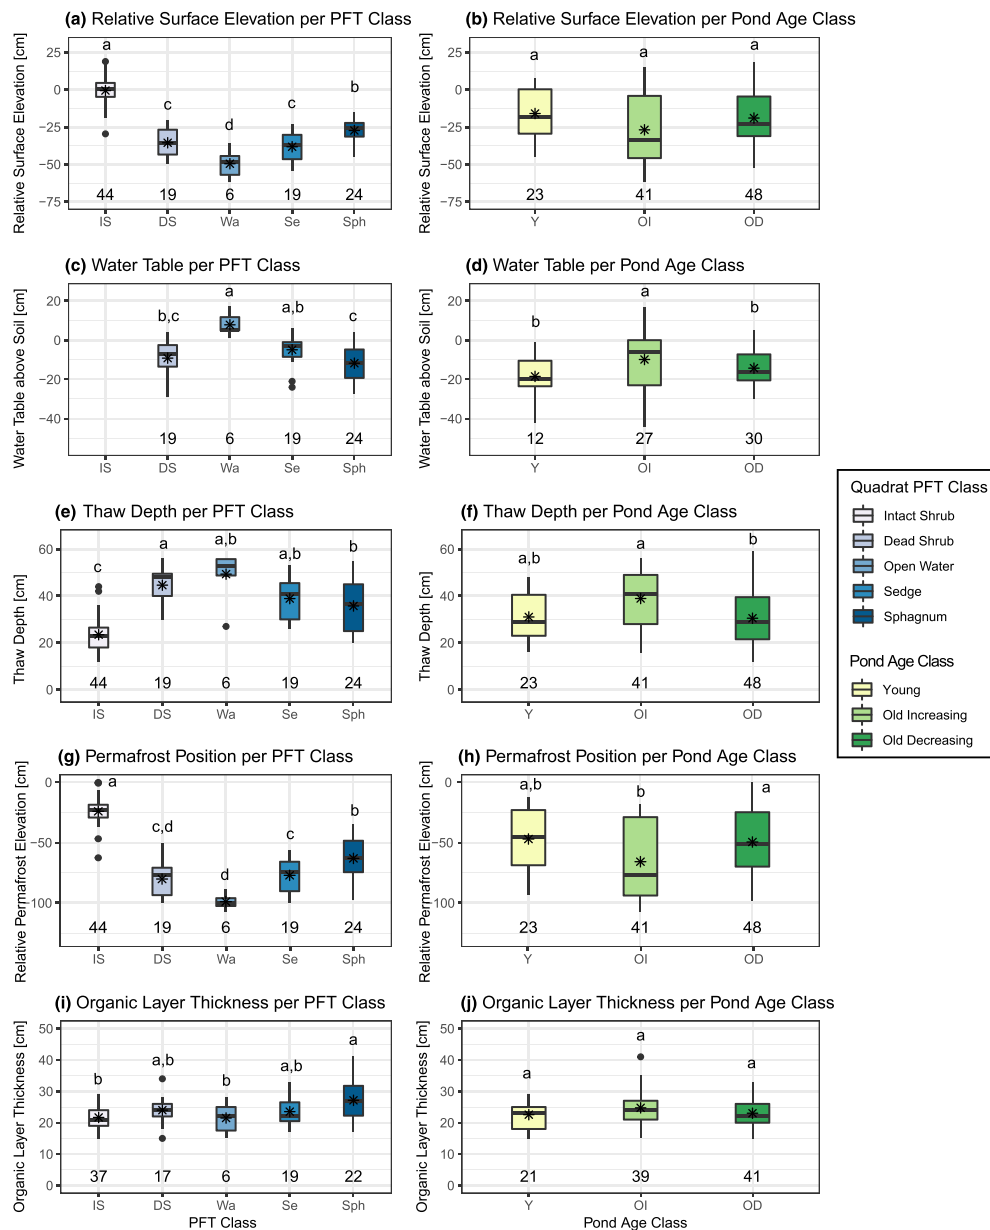 (a) Relative Surface Elevation per PFT Class
Relative Surface Elevation [cm]
25
0
−25
−50
−75
a
c
d
c
b
44 19 6 19 24
IS DS Wa Se Sph
(b) Relative Surface Elevation per Pond Age Class
Relative Surface Elevation [cm]
25
0
−25
−50
−75
a a a
23 41 48
Y OI OD
(c) Water Table per PFT Class
Water Table above Soil [cm]
20
0
−20
−40
b,c
a
a,b
c
19 6 19 24
IS DS Wa Se Sph
(d) Water Table per Pond Age Class
Water Table above Soil [cm]
20
0
−20
−40
b a b
12 27 30
Y OI OD
(e) Thaw Depth per PFT Class
Thaw Depth [cm]
60
40
20
0
c
a
a,b
a,b
b
44 19 6 19 24
IS DS Wa Se Sph
(f) Thaw Depth per Pond Age Class
Thaw Depth [cm]
60
40
20
0
a,b a b
23 41 48
Y OI OD
(g) Permafrost Position per PFT Class
Relative Permafrost Elevation [cm]
0
−50
−100
a
c,d
d
c
b
44 19 6 19 24
IS DS Wa Se Sph
(h) Permafrost Position per Pond Age Class
Relative Permafrost Elevation [cm]
0
−50
−100
a,b b a
23 41 48
Y OI OD
(i) Organic Layer Thickness per PFT Class
Organic Layer Thickness [cm]
50
40
30
20
10
0
b
a,b
b
a,b
a
37 17 6 19 22
IS DS Wa Se Sph
PFT Class
(j) Organic Layer Thickness per Pond Age Class
Organic Layer Thickness [cm]
50
40
30
20
10
0
a a a
21 39 41
Y OI OD
Pond Age Class
Quadrat PFT Class
Intact Shrub
Dead Shrub
Open Water
Sedge
Sphagnum
Pond Age Class
Young
Old Increasing
Old Decreasing